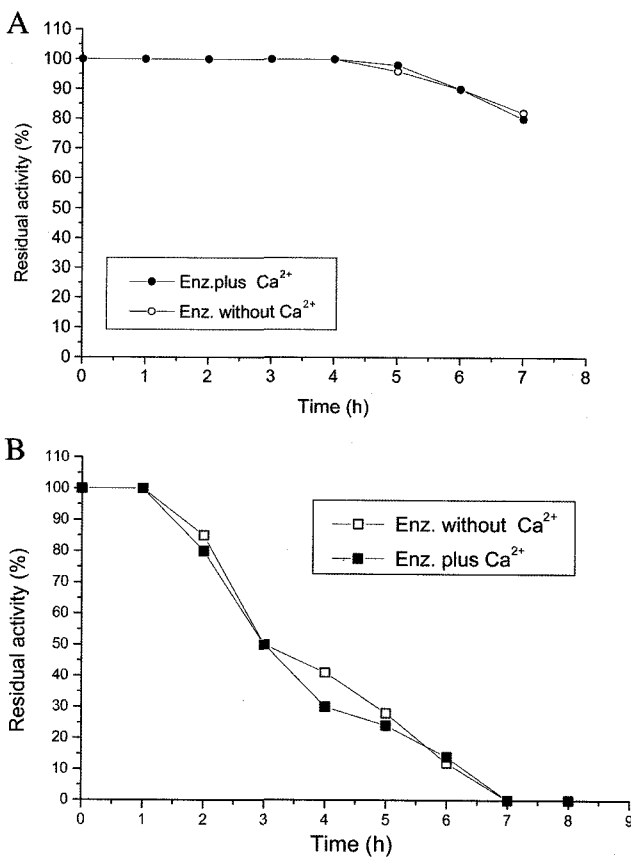 A
110
100
90
80
70
60
50
40
30
20
10
0
Residual activity (%)
Enz.plus Ca²⁺
Enz. without Ca²⁺
0 1 2 3 4 5 6 7 8
Time (h)
B
110
100
90
80
70
60
50
40
30
20
10
0
Residual activity (%)
Enz. without Ca²⁺
Enz. plus Ca²⁺
0 1 2 3 4 5 6 7 8 9
Time (h)